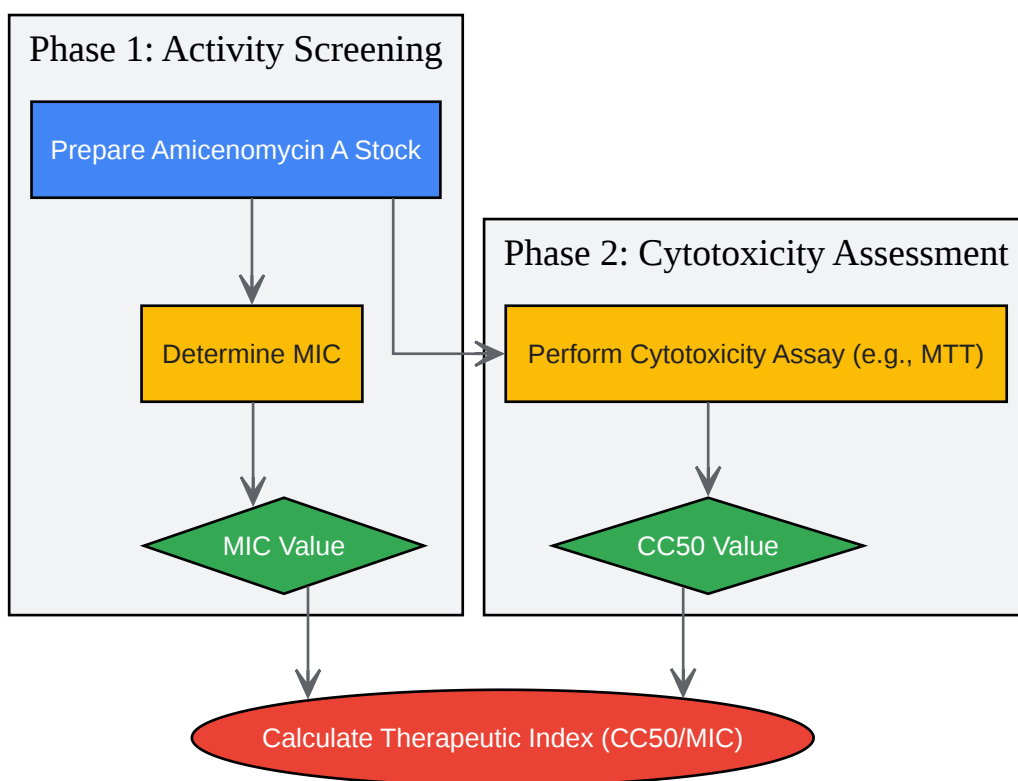 Phase 1: Activity Screening
Prepare Amicenomycin A Stock
Determine MIC
MIC Value
Phase 2: Cytotoxicity Assessment
Perform Cytotoxicity Assay (e.g., MTT)
CC50 Value
Calculate Therapeutic Index (CC50/MIC)